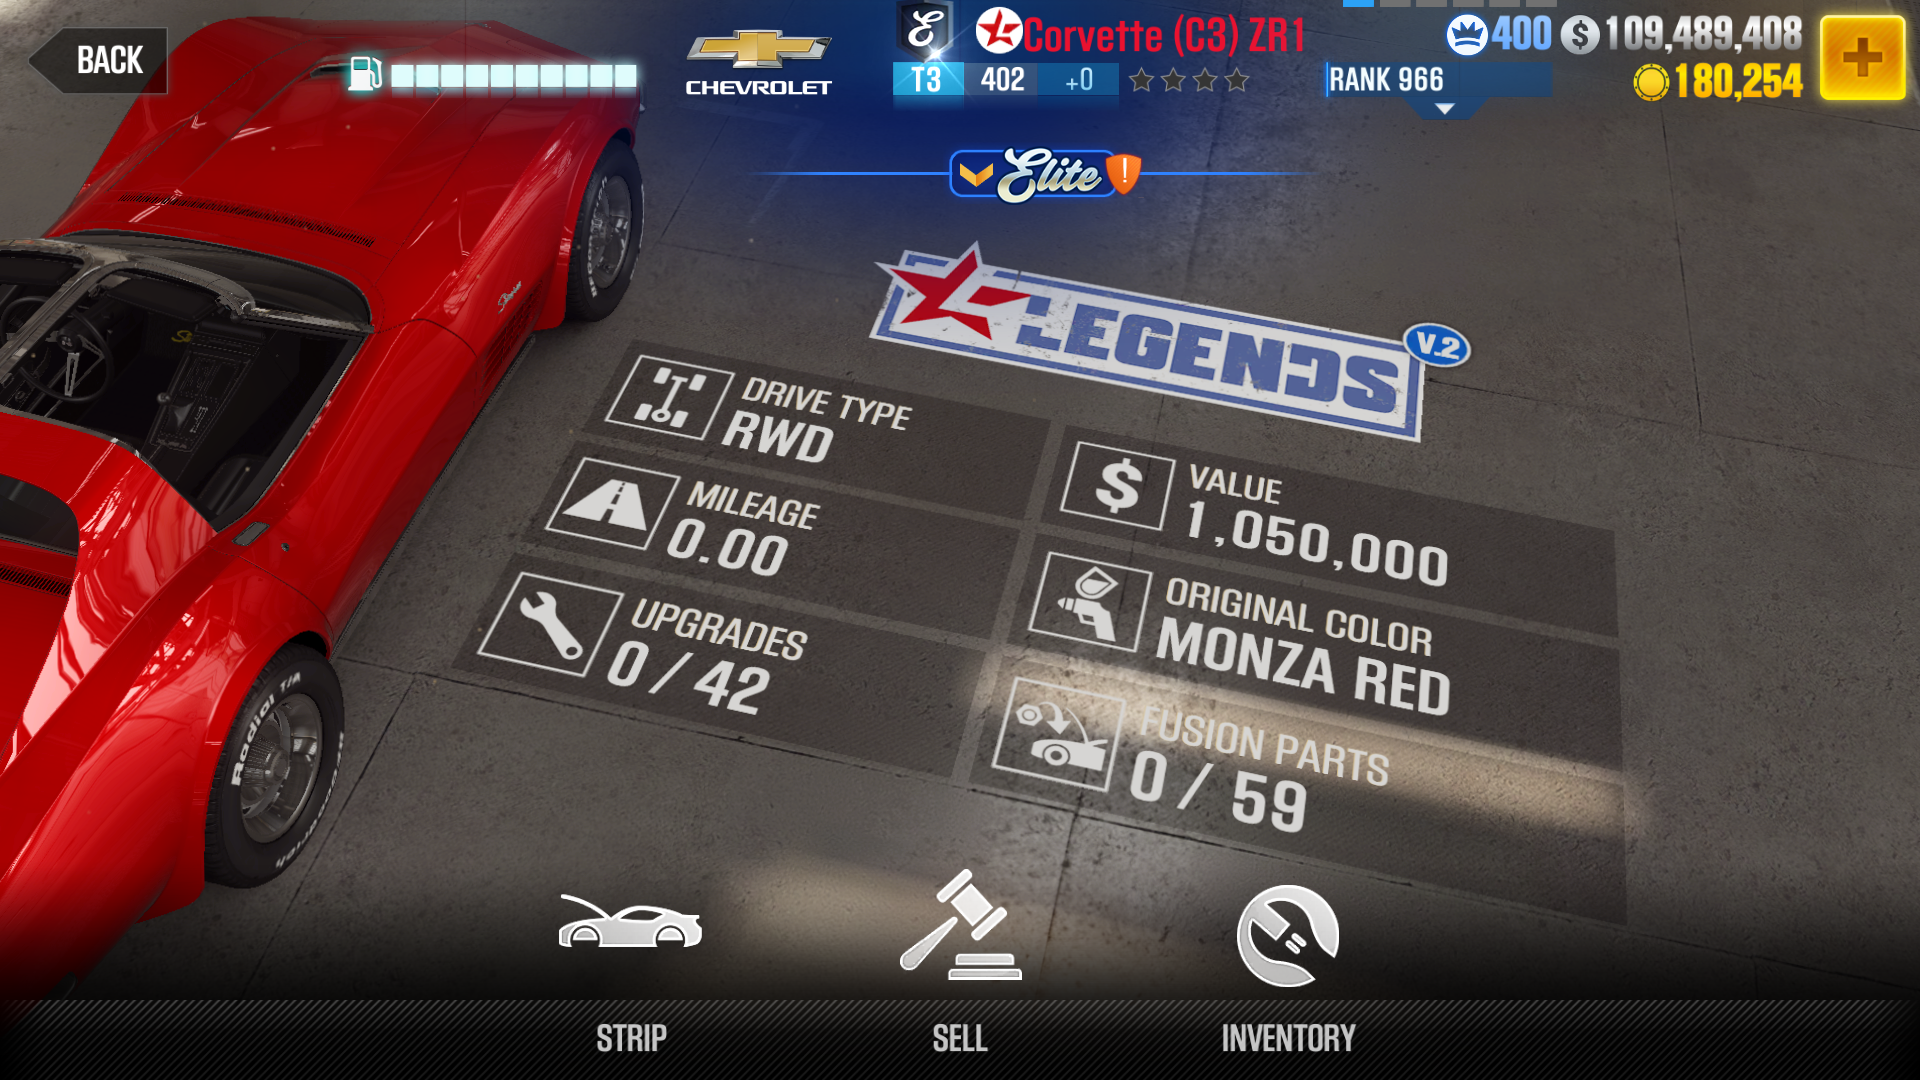 BACK
CHEVROLET
Corvette (C3) ZR1
T3 402 +0
400
109,489,408
RANK 966
180,254
Elite
LEGENDS
V.2
DRIVE TYPE
RWD
MILEAGE
0.00
UPGRADES
0 / 42
VALUE
1,050,000
ORIGINAL COLOR
MONZA RED
FUSION PARTS
0 / 59
Radial T/A
STRIP
SELL
INVENTORY